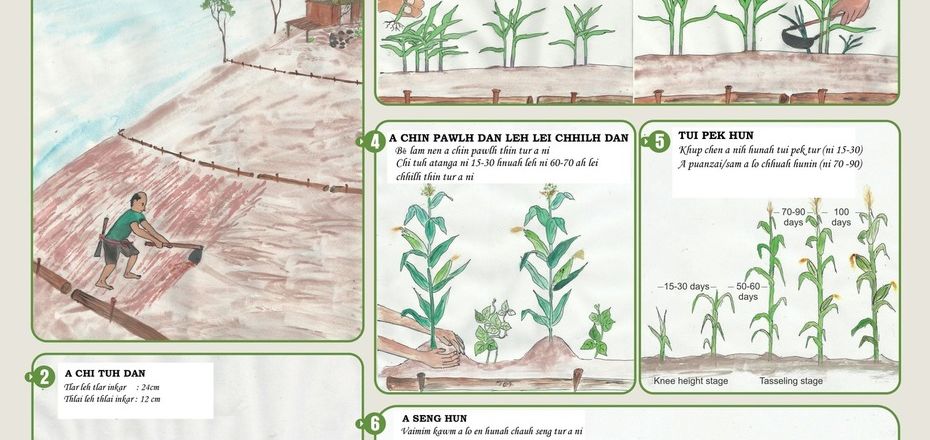 4
A CHIN PAWLH DAN LEH LEI CHHILH DAN
Bè lam nen a chin pawlh thin tur a ni
Chi tuh atanga ni 15-30 hnuah leh ni 60-70 ah lei
chhilh thin tur a ni
5
TUI PEK HUN
Khup chen a nih hunah tui pek tur (ni 15-30)
A puanzai/sam a lo chhuah hunin (ni 70 -90)
70-90
days
100
days
15-30 days
50-60
days
Knee height stage
Tasseling stage
2
A CHI TUH DAN
Tlar leh tlar inkar : 24cm
Thlai leh thlai inkar : 12 cm
6
A SENG HUN
Vaimim kawm a lo en hunah chauh seng tur a ni